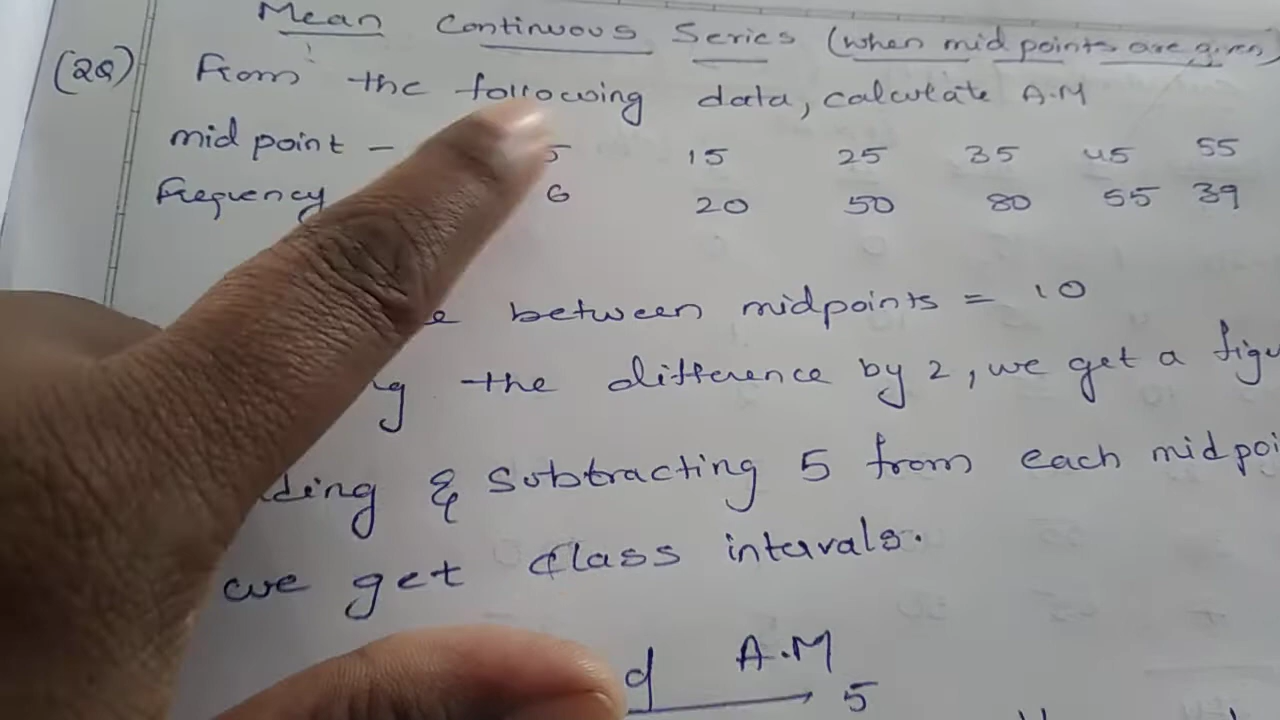 Mean Continuous Series (when mid points are given)
(2Q) From the following data, calculate A.M
mid point - 5 15 25 35 45 55
Frequency 6 20 50 80 55 39
between midpoints = 10
the difference by 2, we get a
& Subtracting 5 from each
we get class intervals.
A.M
5